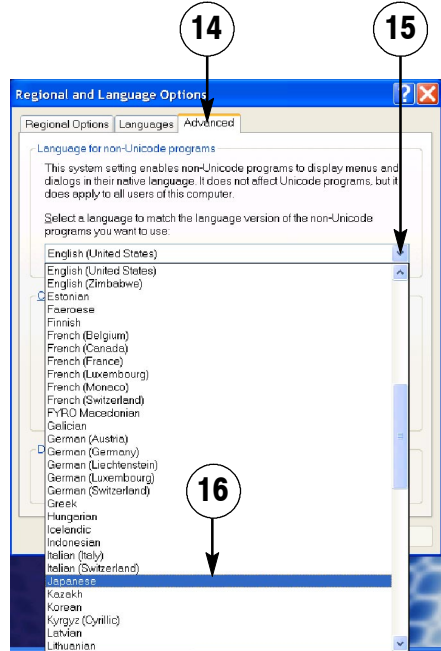 14
15
Regional and Language Options
Regional Options
Languages
Advanced
Language for non-Unicode programs
This system setting enables non-Unicode programs to display menus and
dialogs in their native language. It does not affect Unicode programs, but it
does apply to all users of this computer.
Select a language to match the language version of the non-Unicode
programs you want to use:
English (United States)
English (United States)
English (Zimbabwe)
C
Estonian
Faeroese
Finnish
French (Belgium)
French (Canada)
French (France)
French (Luxembourg)
French (Monaco)
French (Switzerland)
FYRO Macedonian
Galician
German (Austria)
D
German (Germany)
German (Liechtenstein)
German (Luxembourg)
German (Switzerland)
16
Greek
Hungarian
Icelandic
Indonesian
Italian (Italy)
Italian (Switzerland)
Japanese
Kazakh
Korean
Kyrgyz (Cyrillic)
Latvian
Lithuanian